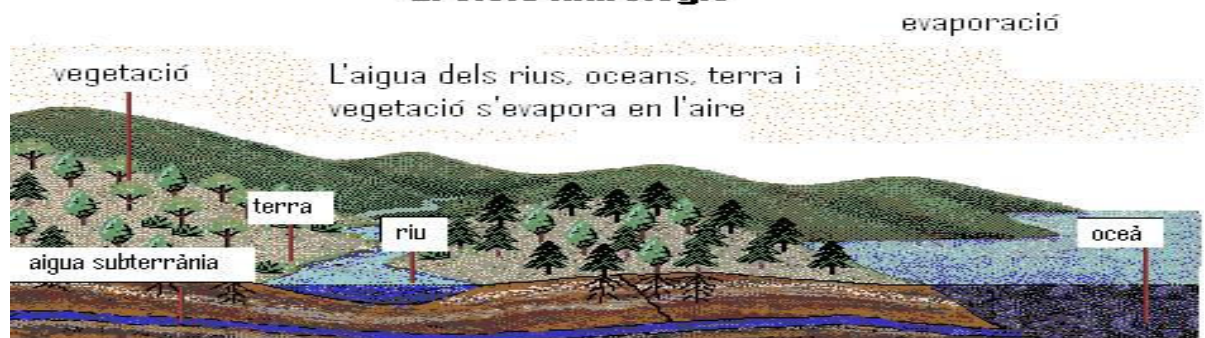 evaporació
vegetació
L'aigua dels rius, oceans, terra i
vegetació s'evapora en l'aire
terra
riu
oceà
aigua subterrània